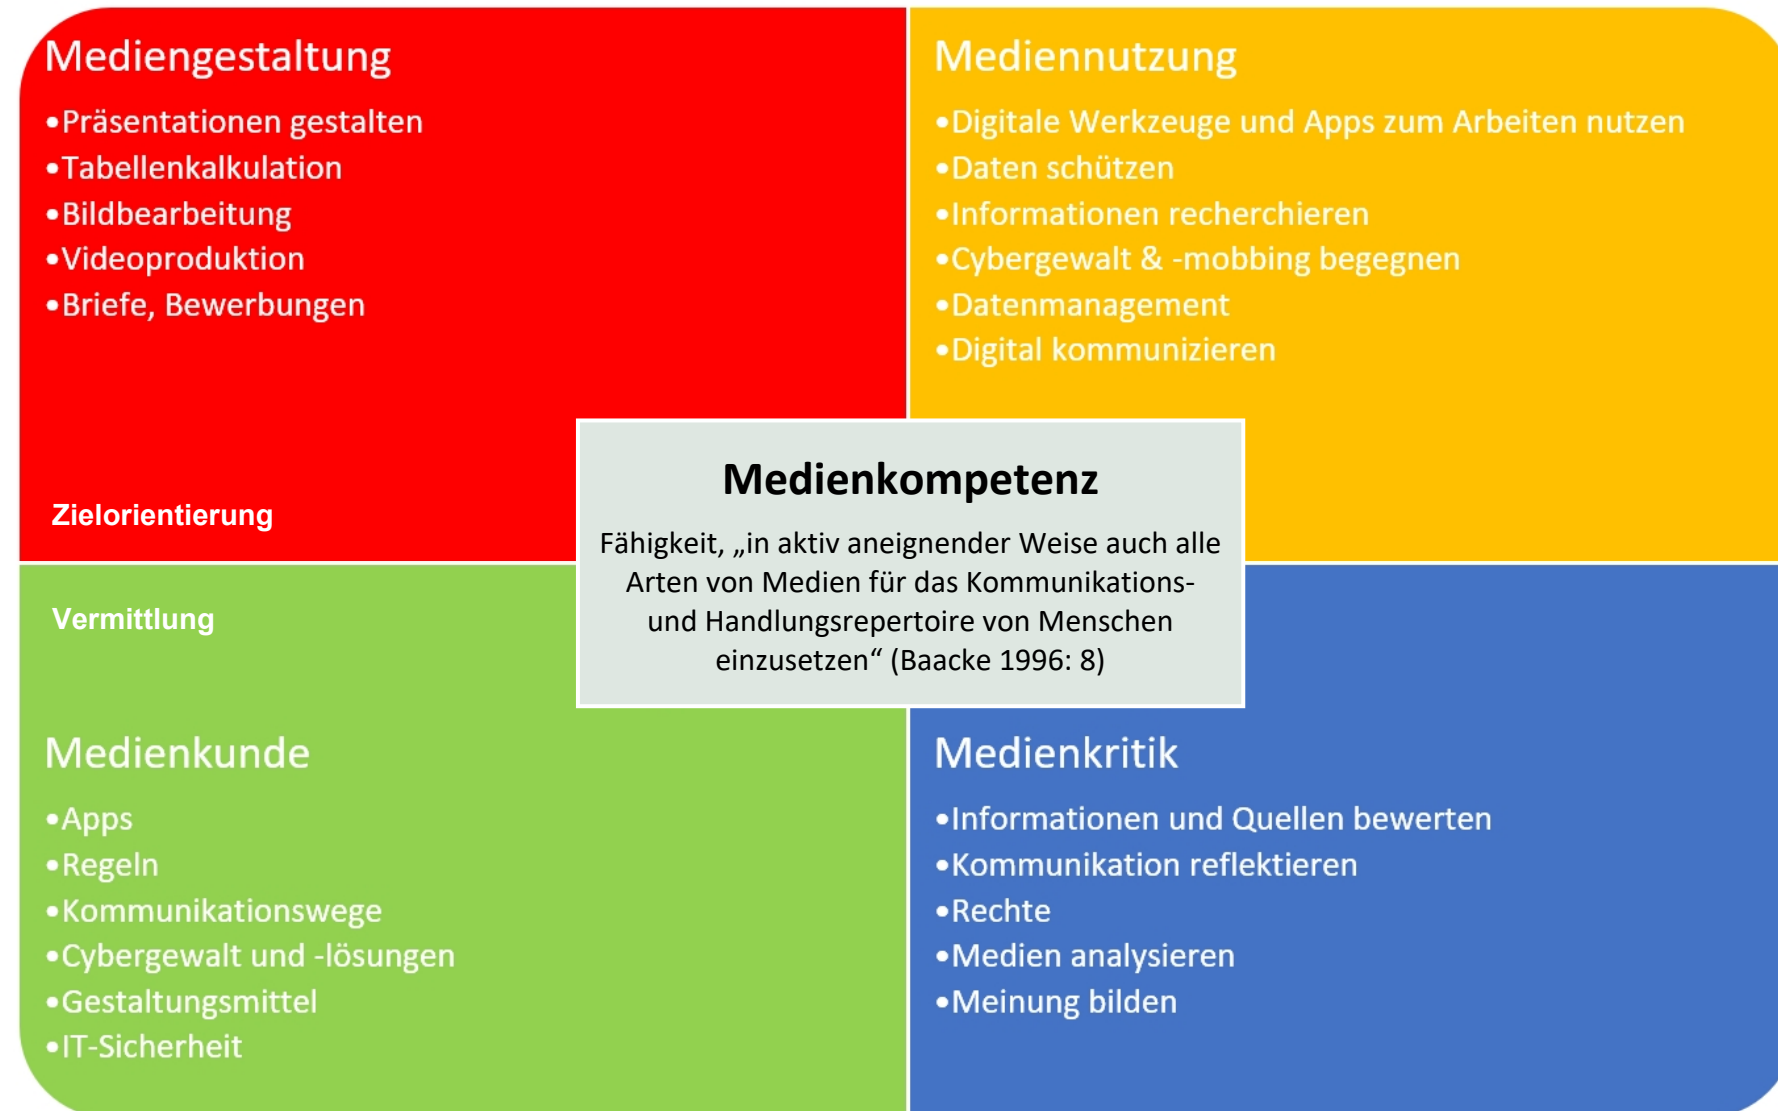 Mediengestaltung
•Präsentationen gestalten
•Tabellenkalkulation
•Bildbearbeitung
•Videoproduktion
•Briefe, Bewerbungen
Zielorientierung
Mediennutzung
•Digitale Werkzeuge und Apps zum Arbeiten nutzen
•Daten schützen
•Informationen recherchieren
•Cybergewalt & -mobbing begegnen
•Datenmanagement
•Digital kommunizieren
Medienkompetenz
Fähigkeit, „in aktiv aneignender Weise auch alle
Arten von Medien für das Kommunikations-
und Handlungsrepertoire von Menschen
einzusetzen“ (Baacke 1996: 8)
Vermittlung
Medienkunde
•Apps
•Regeln
•Kommunikationswege
•Cybergewalt und -lösungen
•Gestaltungsmittel
•IT-Sicherheit
Medienkritik
•Informationen und Quellen bewerten
•Kommunikation reflektieren
•Rechte
•Medien analysieren
•Meinung bilden